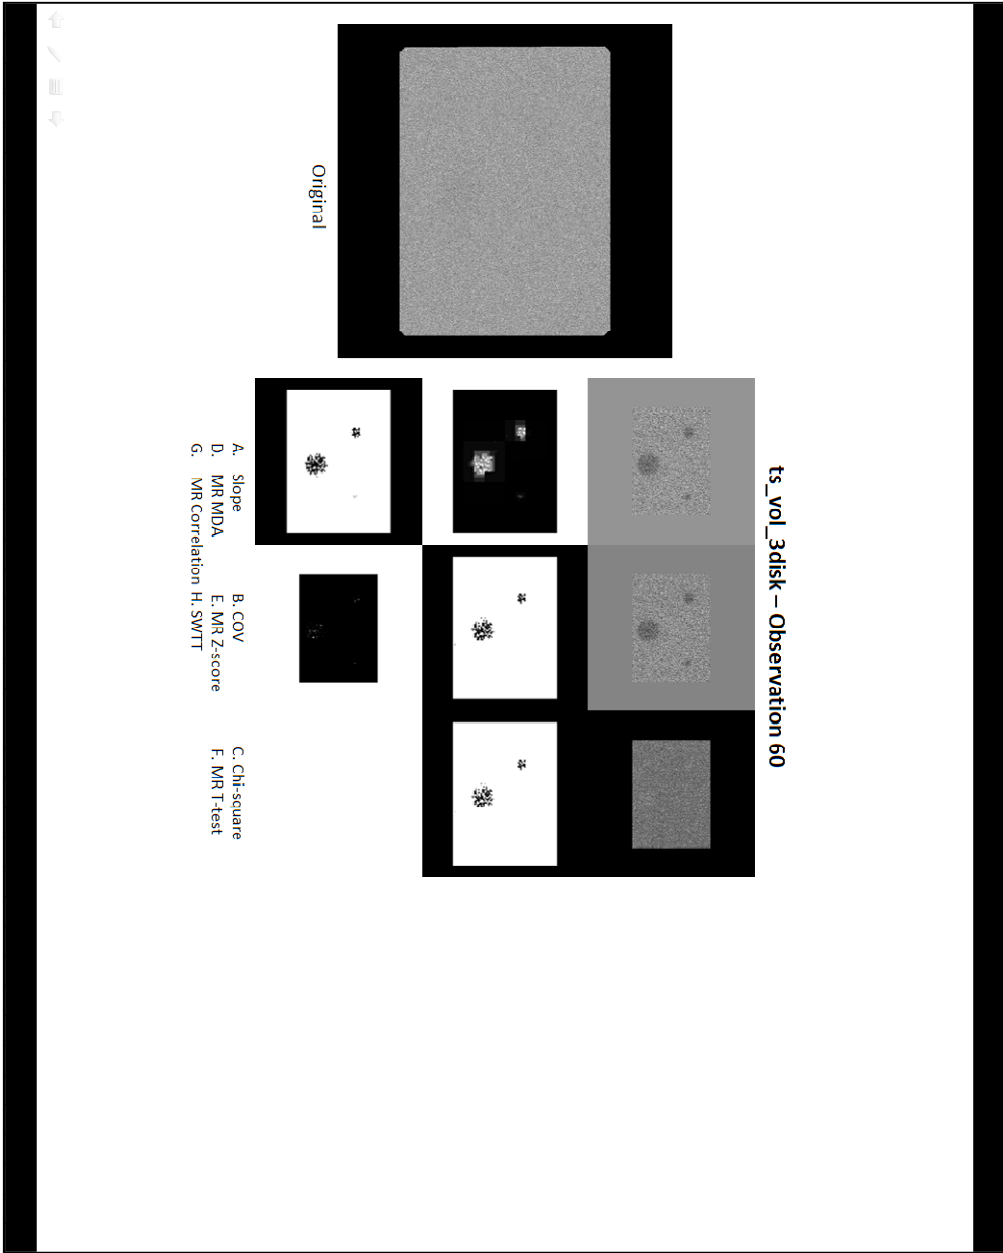 ts_vol_3disk – Observation 60
Original
A. Slope B. COV C. Chi-square
D. MR MDA E. MR Z-score F. MR T-test
G. MR Correlation H. SWTT